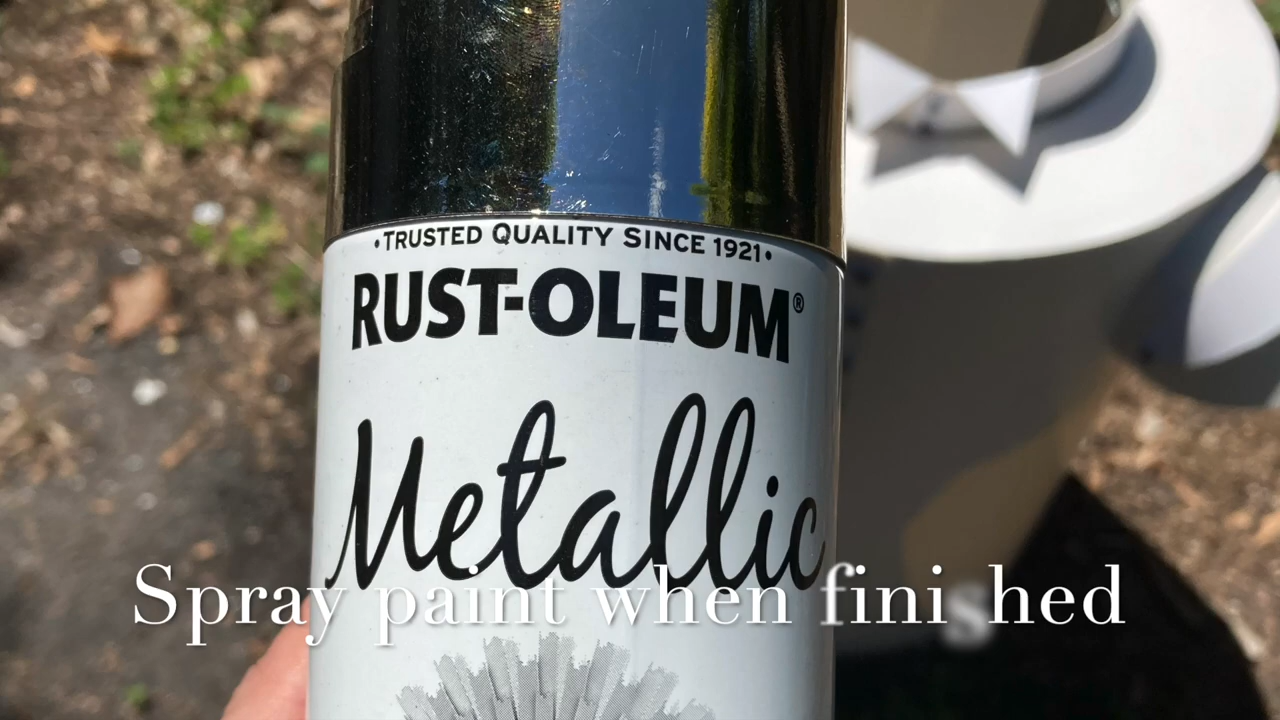 •TRUSTED QUALITY SINCE 1921•
RUST-OLEUM®
Metallic
Spray paint when finished